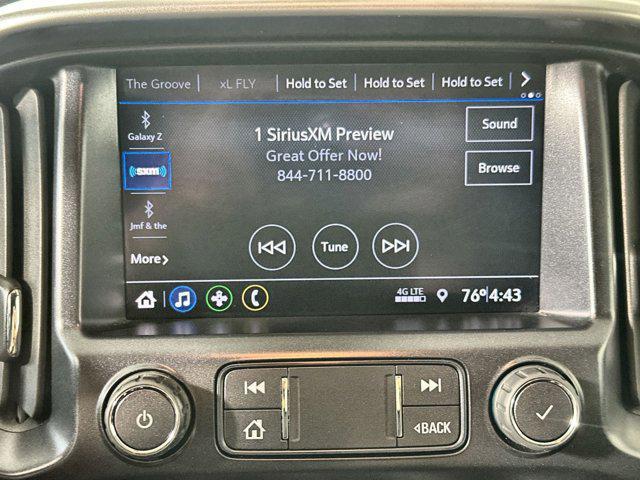 The Groove
xL FLY
Hold to Set
Hold to Set
Hold to Set
Galaxy Z
sxm
Jmf & the
More
1 SiriusXM Preview
Great Offer Now!
844-711-8800
Sound
Browse
Tune
4G LTE
76° 4:43
BACK